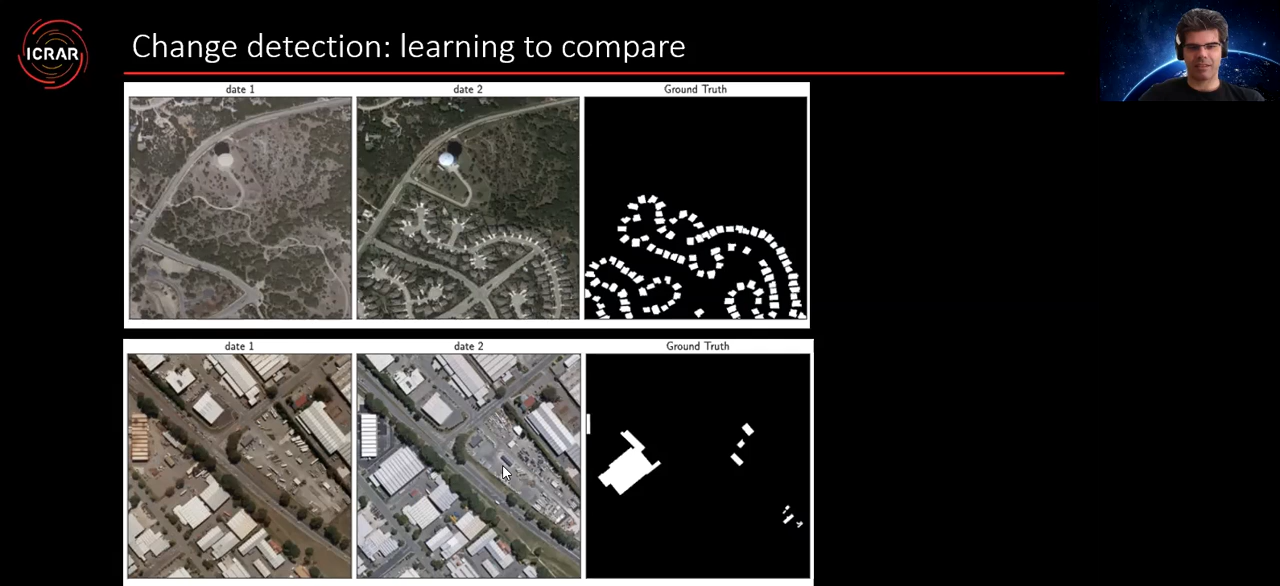 ICRAR
Change detection: learning to compare
date 1
date 2
Ground Truth
date 1
date 2
Ground Truth